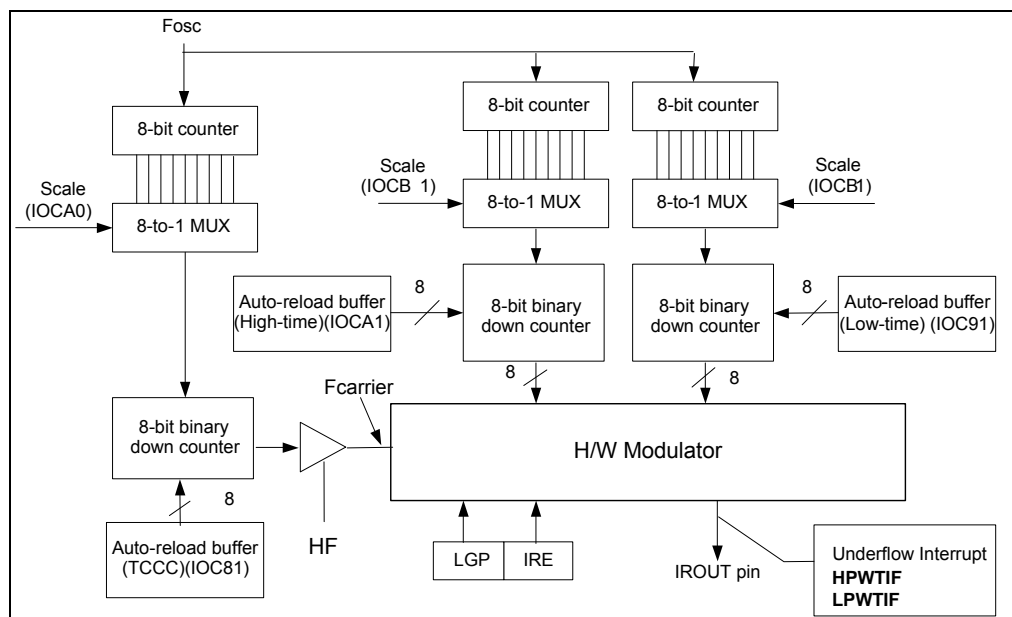 Fosc
8-bit counter
8-bit counter
8-bit counter
Scale
(IOCA0)
Scale
(IOCB 1)
Scale
(IOCB1)
8-to-1 MUX
8-to-1 MUX
8-to-1 MUX
Auto-reload buffer
(High-time)(IOCA1)
8
8-bit binary
down counter
8-bit binary
down counter
8
Auto-reload buffer
(Low-time) (IOC91)
8
8
Fcarrier
8-bit binary
down counter
H/W Modulator
8
Auto-reload buffer
(TCCC)(IOC81)
HF
LGP
IRE
IROUT pin
Underflow Interrupt
HPWTIF
LPWTIF